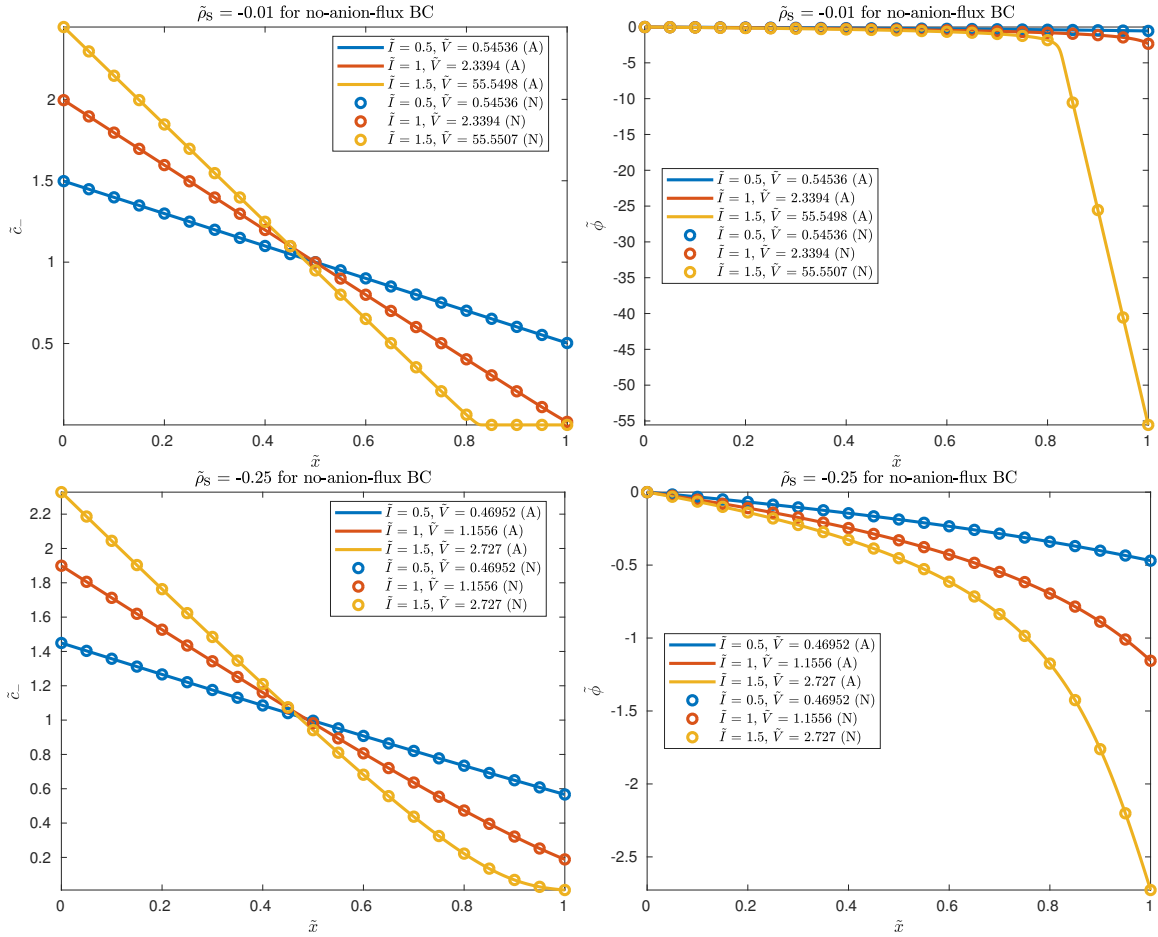 ρ̃ₛ = -0.01 for no-anion-flux BC
c̃₋
2
1.5
1
0.5
Ĩ = 0.5, Ṽ = 0.54536 (A)
Ĩ = 1, Ṽ = 2.3394 (A)
Ĩ = 1.5, Ṽ = 55.5498 (A)
Ĩ = 0.5, Ṽ = 0.54536 (N)
Ĩ = 1, Ṽ = 2.3394 (N)
Ĩ = 1.5, Ṽ = 55.5507 (N)
0 0.2 0.4 0.6 0.8 1
x̃
ρ̃ₛ = -0.01 for no-anion-flux BC
φ̃
0
-5
-10
-15
-20
-25
-30
-35
-40
-45
-50
-55
Ĩ = 0.5, Ṽ = 0.54536 (A)
Ĩ = 1, Ṽ = 2.3394 (A)
Ĩ = 1.5, Ṽ = 55.5498 (A)
Ĩ = 0.5, Ṽ = 0.54536 (N)
Ĩ = 1, Ṽ = 2.3394 (N)
Ĩ = 1.5, Ṽ = 55.5507 (N)
0 0.2 0.4 0.6 0.8 1
x̃
ρ̃ₛ = -0.25 for no-anion-flux BC
c̃₋
2.2
2
1.8
1.6
1.4
1.2
1
0.8
0.6
0.4
0.2
Ĩ = 0.5, Ṽ = 0.46952 (A)
Ĩ = 1, Ṽ = 1.1556 (A)
Ĩ = 1.5, Ṽ = 2.727 (A)
Ĩ = 0.5, Ṽ = 0.46952 (N)
Ĩ = 1, Ṽ = 1.1556 (N)
Ĩ = 1.5, Ṽ = 2.727 (N)
0 0.2 0.4 0.6 0.8 1
x̃
ρ̃ₛ = -0.25 for no-anion-flux BC
φ̃
0
-0.5
-1
-1.5
-2
-2.5
Ĩ = 0.5, Ṽ = 0.46952 (A)
Ĩ = 1, Ṽ = 1.1556 (A)
Ĩ = 1.5, Ṽ = 2.727 (A)
Ĩ = 0.5, Ṽ = 0.46952 (N)
Ĩ = 1, Ṽ = 1.1556 (N)
Ĩ = 1.5, Ṽ = 2.727 (N)
0 0.2 0.4 0.6 0.8 1
x̃